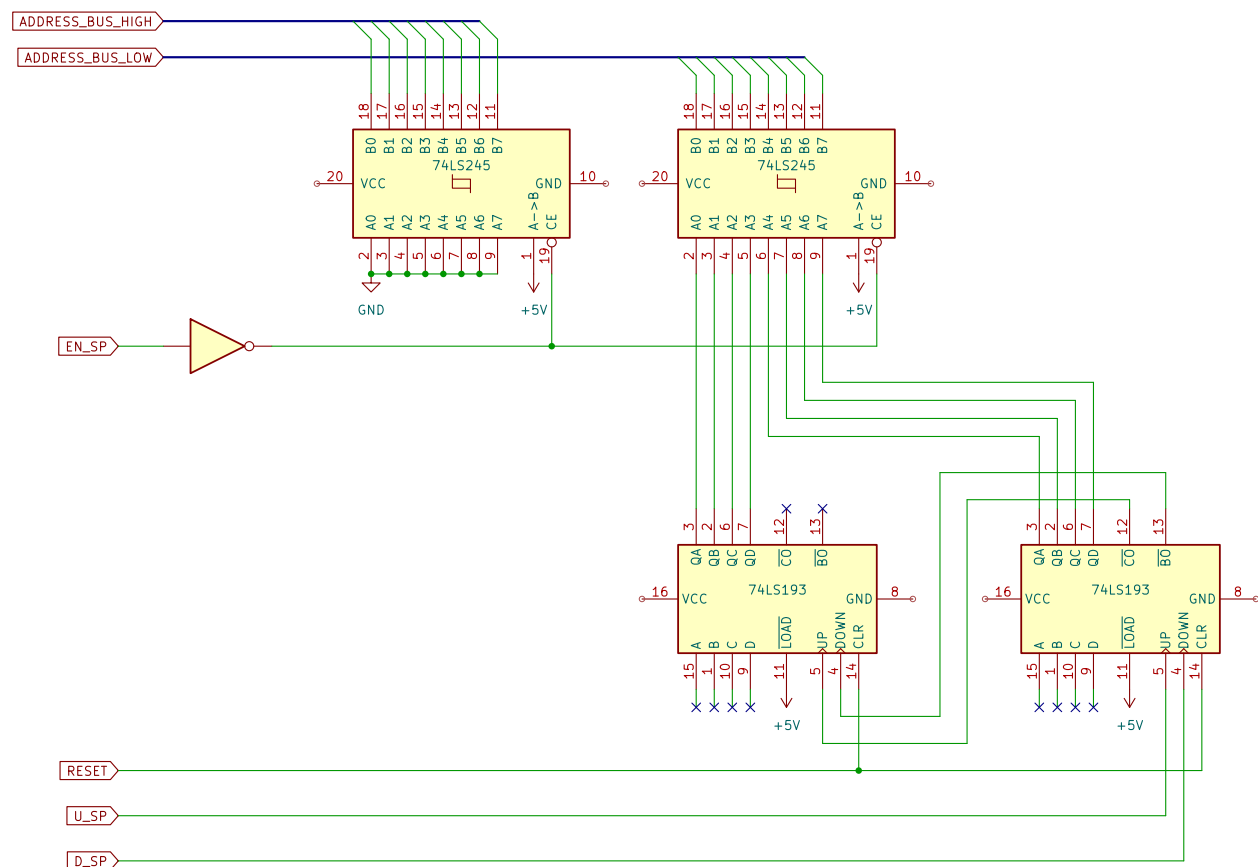 ADDRESS_BUS_HIGH
ADDRESS_BUS_LOW
18 17 16 15 14 13 12 11
B0 B1 B2 B3 B4 B5 B6 B7
74LS245
20 VCC
GND 10
A0 A1 A2 A3 A4 A5 A6 A7 A->B CE
2 3 4 5 6 7 8 9 1 19
GND
+5V
18 17 16 15 14 13 12 11
B0 B1 B2 B3 B4 B5 B6 B7
74LS245
20 VCC
GND 10
A0 A1 A2 A3 A4 A5 A6 A7 A->B CE
2 3 4 5 6 7 8 9 1 19
+5V
EN_SP
3 2 6 7 12 13
QA QB QC QD CO BO
74LS193
16 VCC
GND 8
A B C D LOAD UP DOWN CLR
15 1 10 9 11 5 4 14
+5V
3 2 6 7 12 13
QA QB QC QD CO BO
74LS193
16 VCC
GND 8
A B C D LOAD UP DOWN CLR
15 1 10 9 11 5 4 14
+5V
RESET
U_SP
D_SP